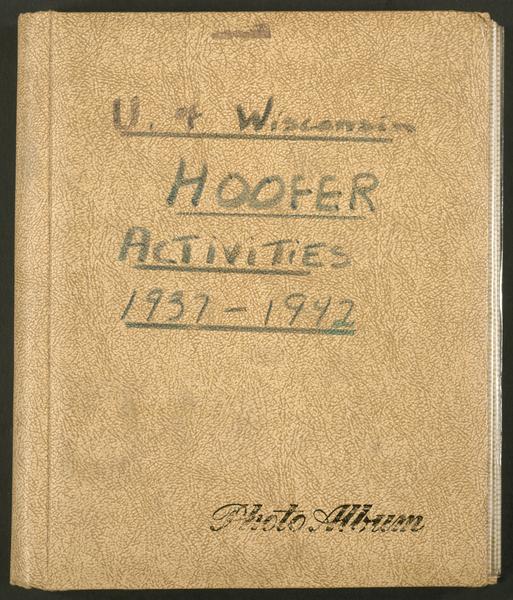 U. of Wisconsin
HOOFER
ACTIVITIES
1937-1942
Photo Album